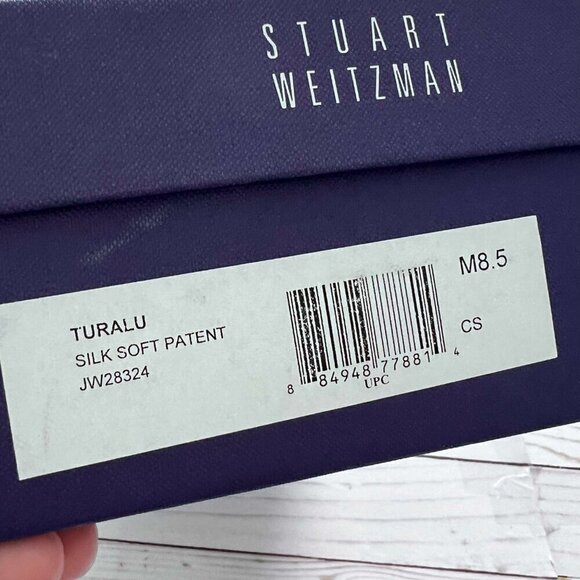 STUART
WEITZMAN
TURALU
SILK SOFT PATENT
JW28324
M8.5
CS
8 84948 77881 4
UPC